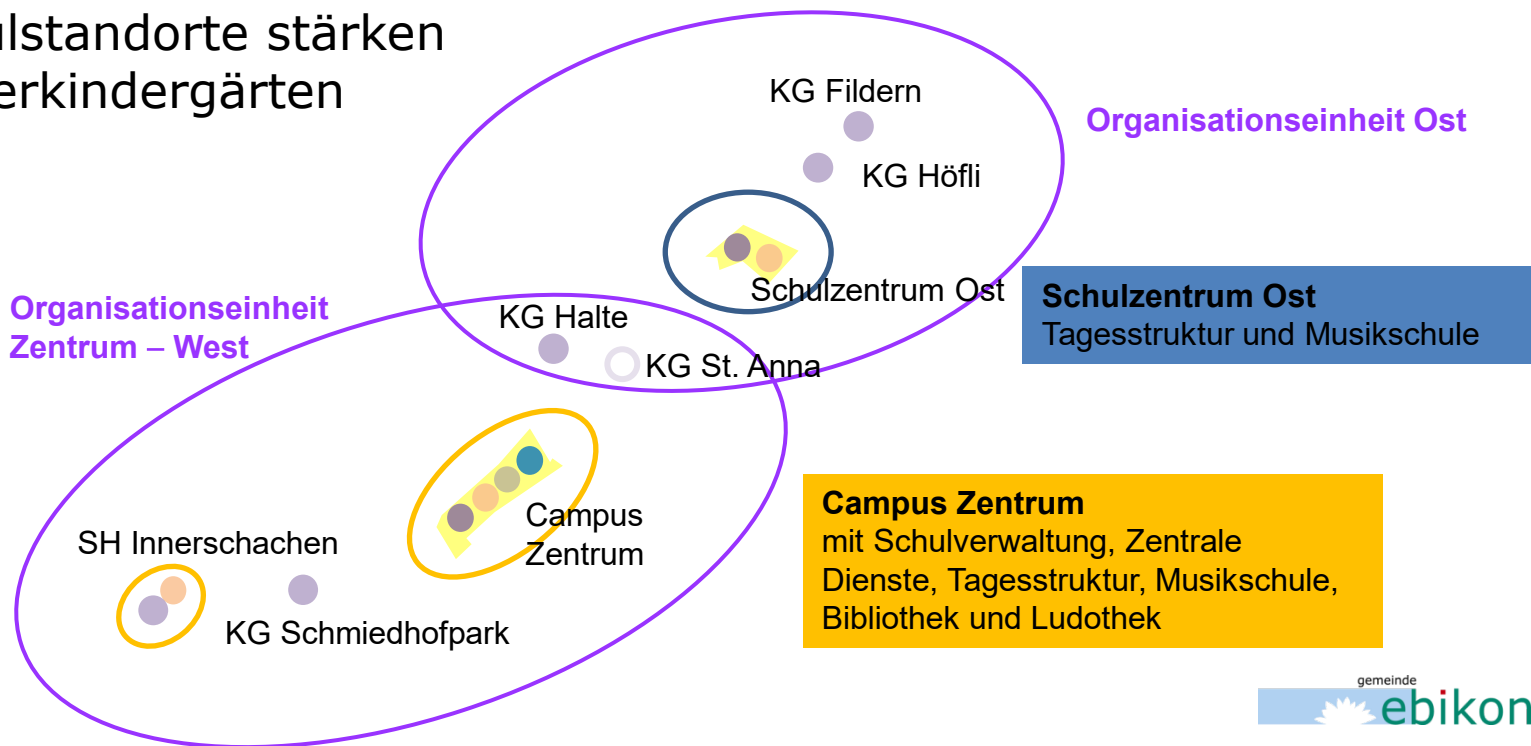 ulstandorte stärken
erkindergärten
KG Fildern
Organisationseinheit Ost
KG Höfli
Schulzentrum Ost
Schulzentrum Ost
Tagesstruktur und Musikschule
Organisationseinheit
Zentrum – West
KG Halte
KG St. Anna
Campus
Zentrum
SH Innerschachen
KG Schmiedhofpark
Campus Zentrum
mit Schulverwaltung, Zentrale
Dienste, Tagesstruktur, Musikschule,
Bibliothek und Ludothek
gemeinde
ebikon